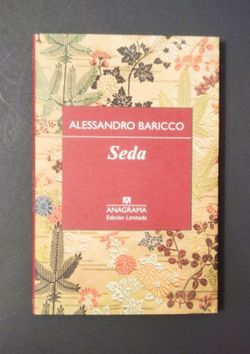 ALESSANDRO BARICCO
Seda
A
ANAGRAMA
Edición Limitada